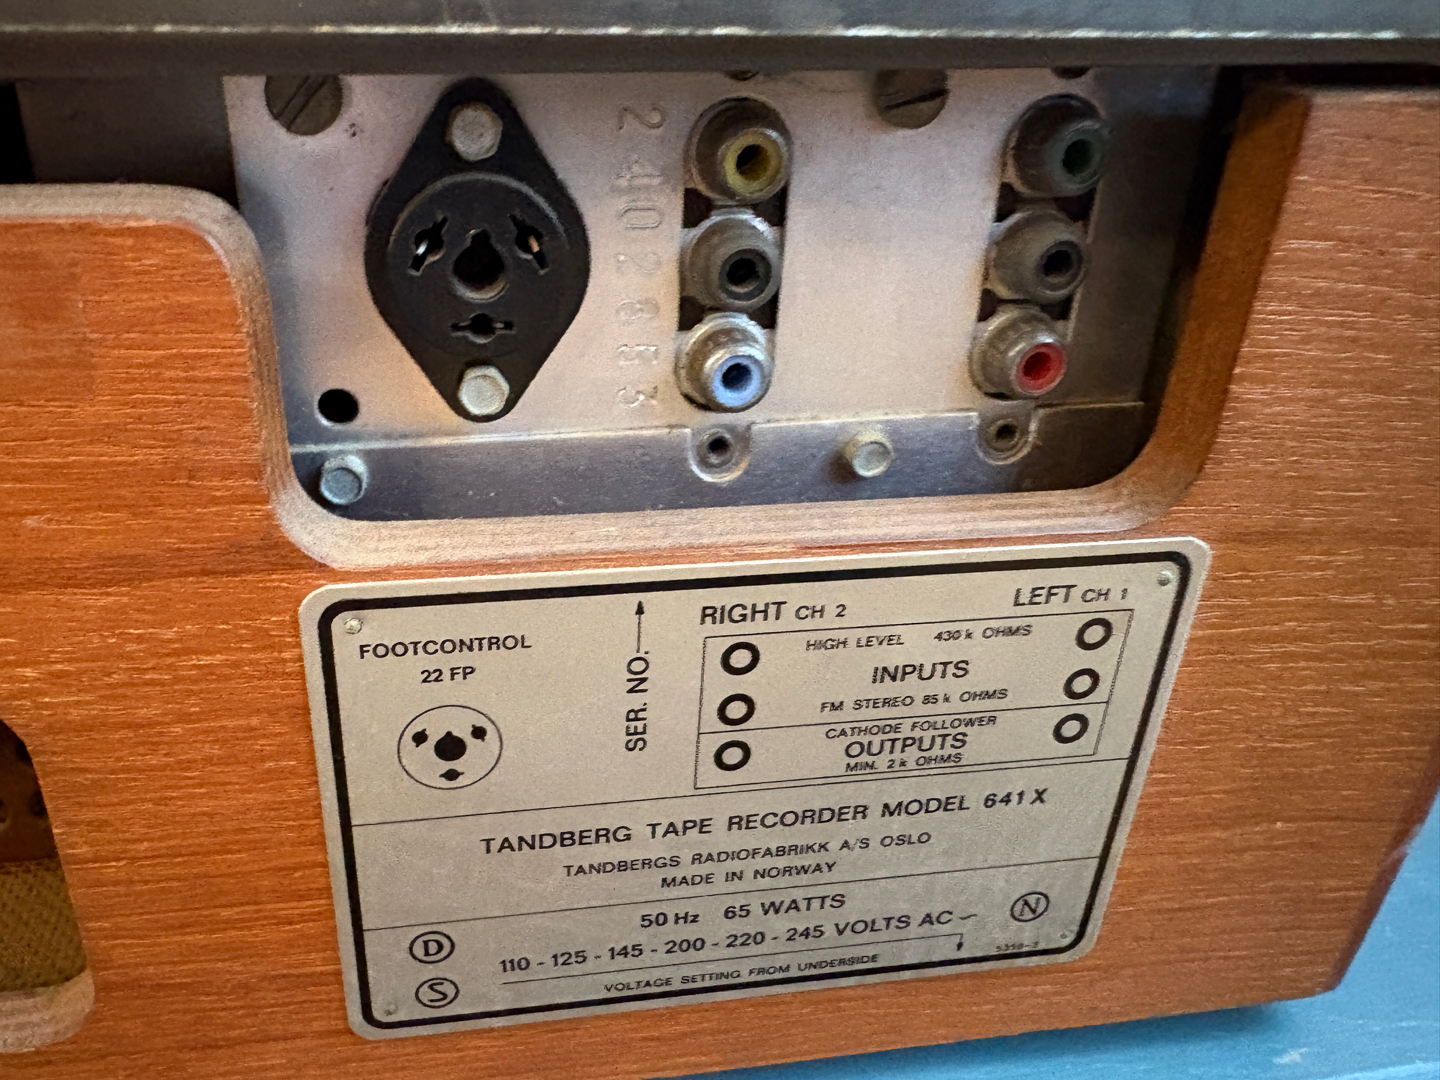 FOOTCONTROL
22 FP
SER. NO.
RIGHT CH 2
LEFT CH 1
HIGH LEVEL 430 k OHMS
INPUTS
FM STEREO 85 k OHMS
CATHODE FOLLOWER
OUTPUTS
MIN. 2 k OHMS
TANDBERG TAPE RECORDER MODEL 641 X
TANDBERGS RADIOFABRIKK A/S OSLO
MADE IN NORWAY
50 Hz 65 WATTS
110 - 125 - 145 - 200 - 220 - 245 VOLTS AC ~
VOLTAGE SETTING FROM UNDERSIDE
D
S
N